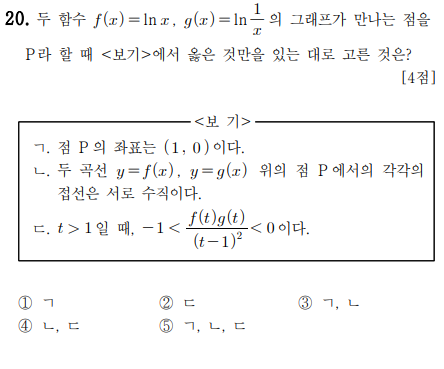 20. 두 함수 f(x)=ln x, g(x)=ln 1/x 의 그래프가 만나는 점을
P라 할 때 <보기>에서 옳은 것만을 있는 대로 고른 것은?
[4점]
<보 기>
ㄱ. 점 P의 좌표는 (1, 0)이다.
ㄴ. 두 곡선 y=f(x), y=g(x) 위의 점 P에서의 각각의
접선은 서로 수직이다.
ㄷ. t>1일 때, -1< f(t)g(t)/(t-1)² <0이다.
① ㄱ ② ㄷ ③ ㄱ, ㄴ
④ ㄴ, ㄷ ⑤ ㄱ, ㄴ, ㄷ